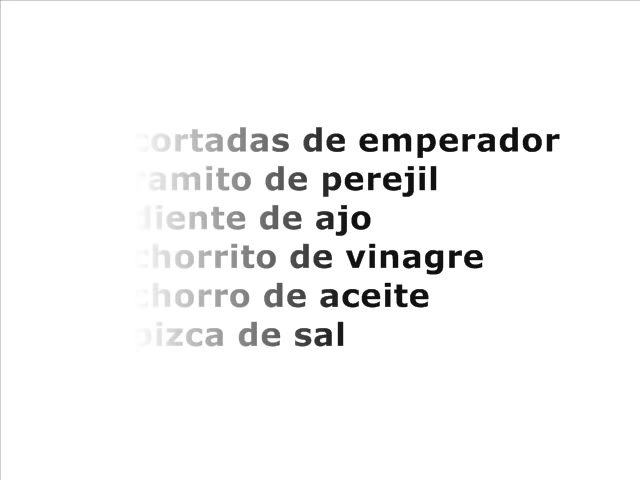 cortadas de emperador
ramito de perejil
diente de ajo
chorrito de vinagre
chorro de aceite
pizca de sal